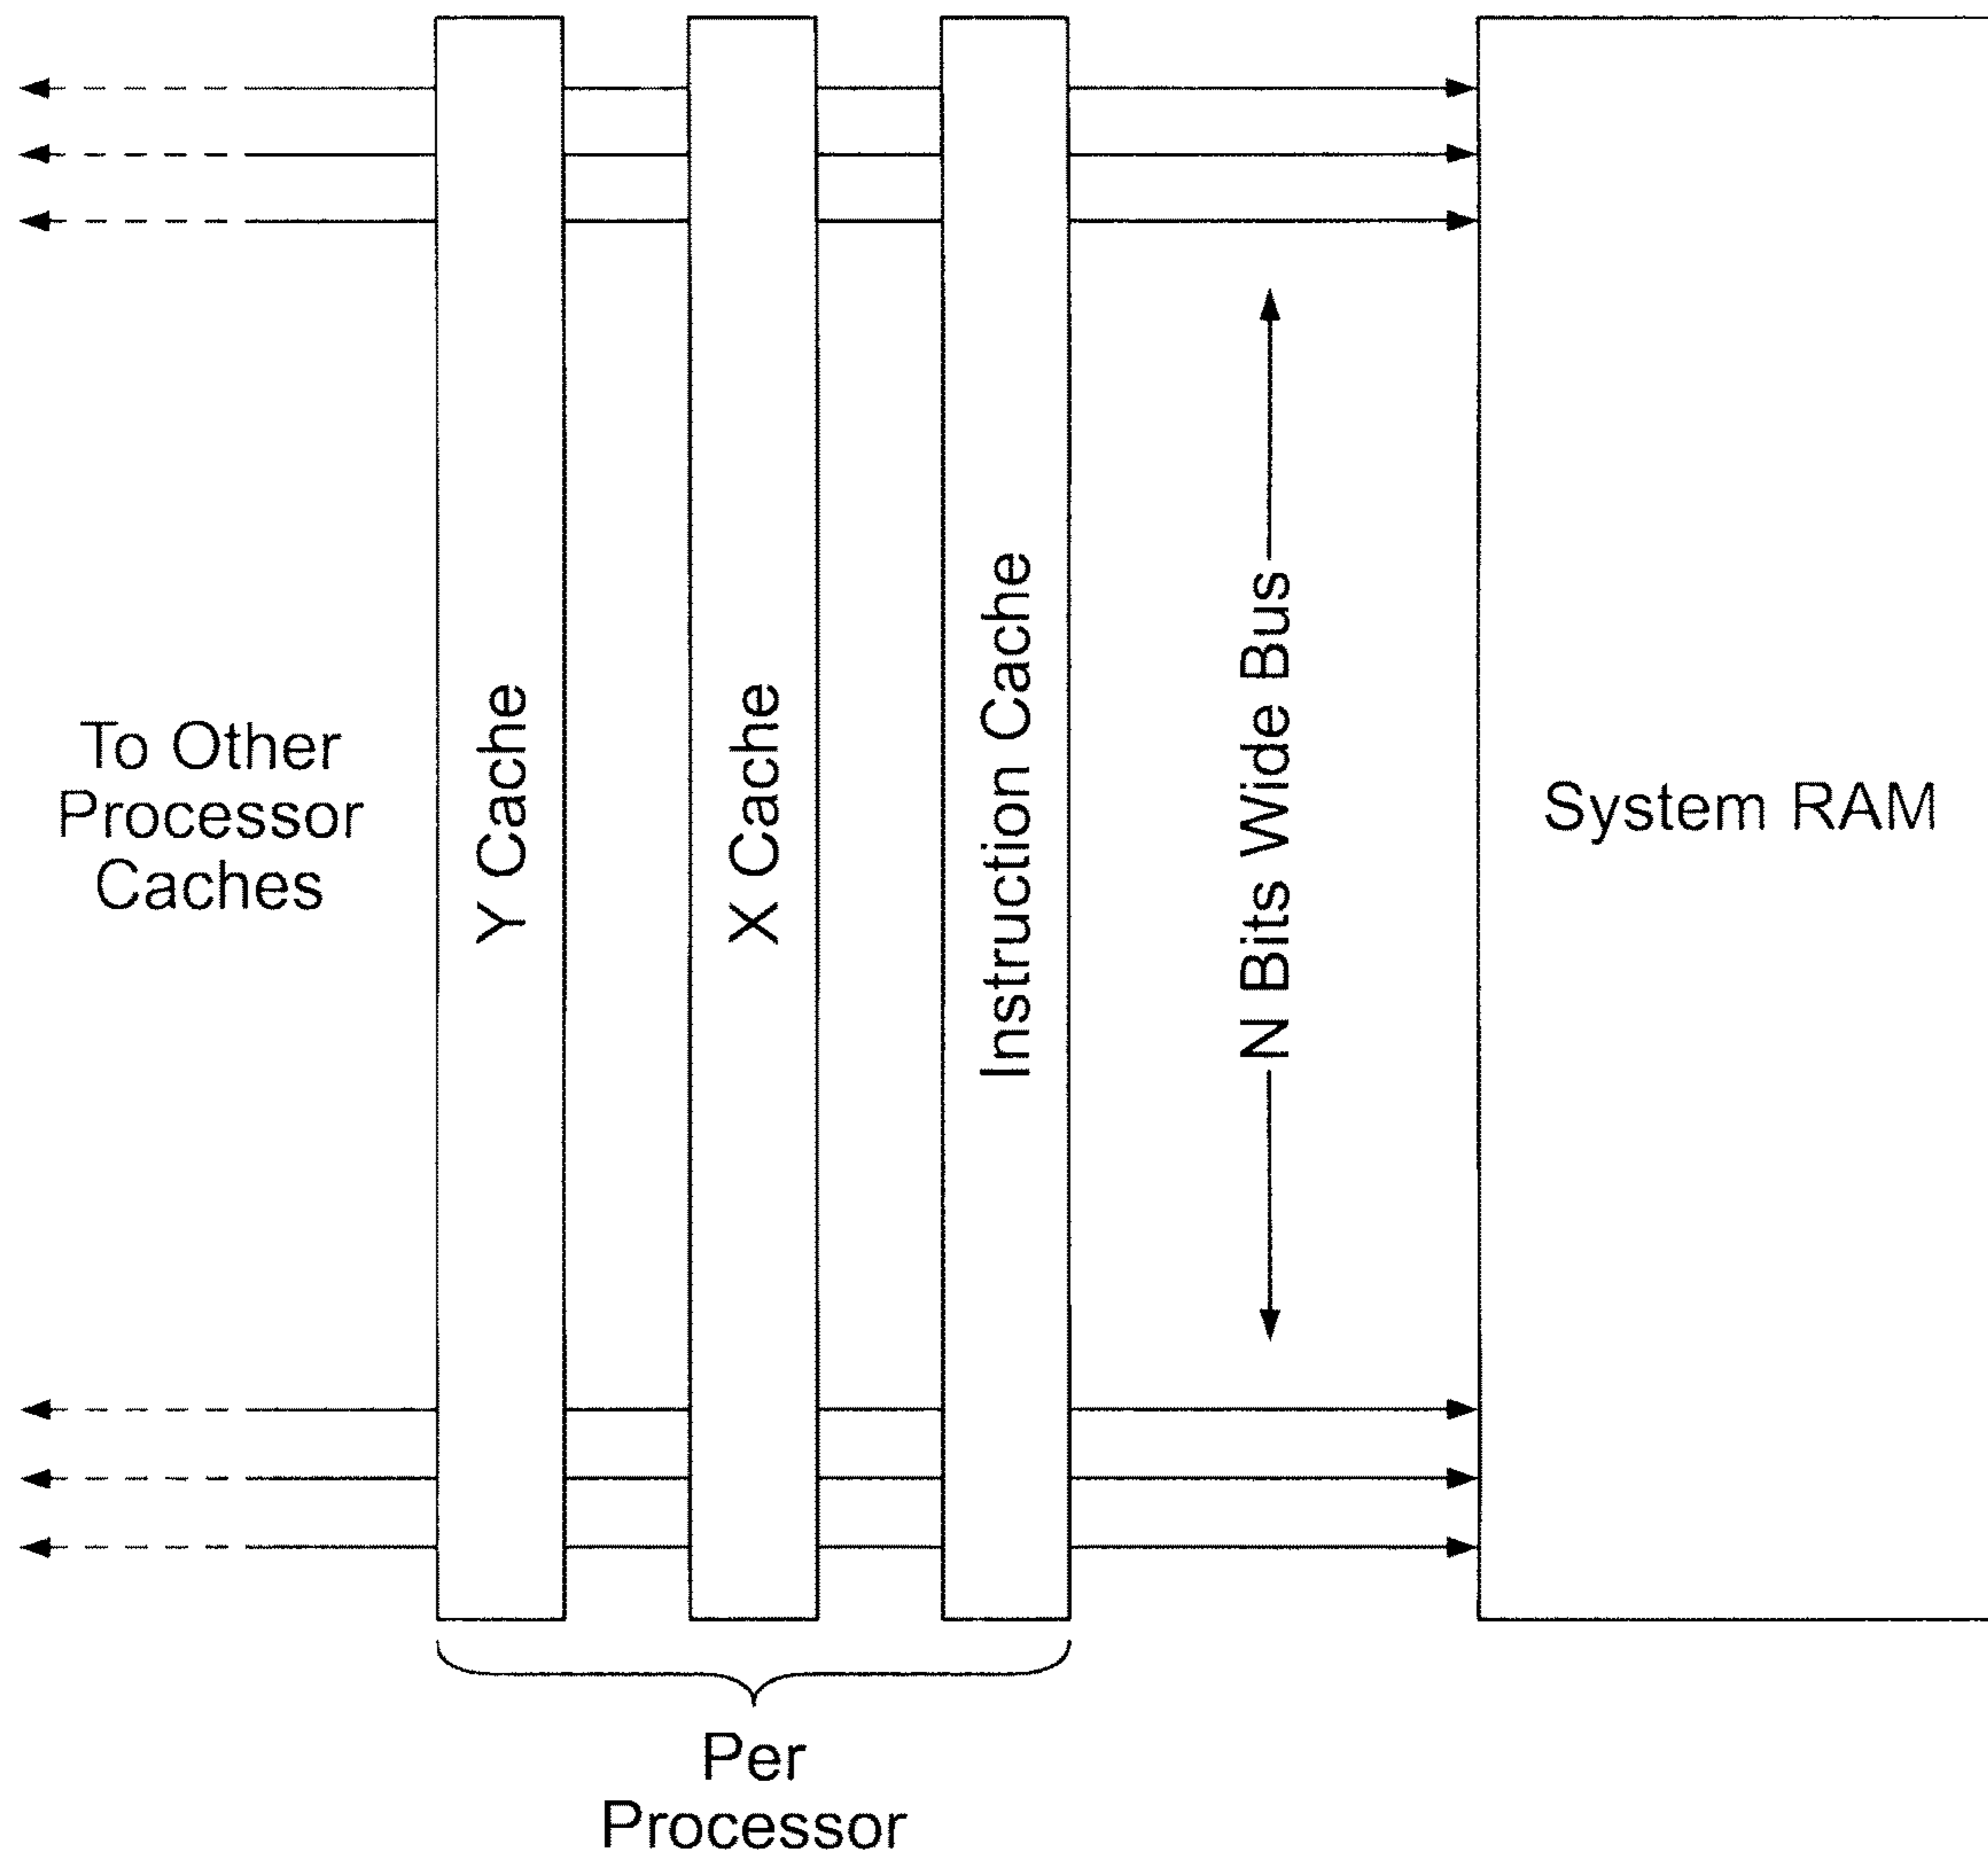 To Other
Processor
Caches
Y Cache
X Cache
Instruction Cache
N Bits Wide Bus
System RAM
Per
Processor